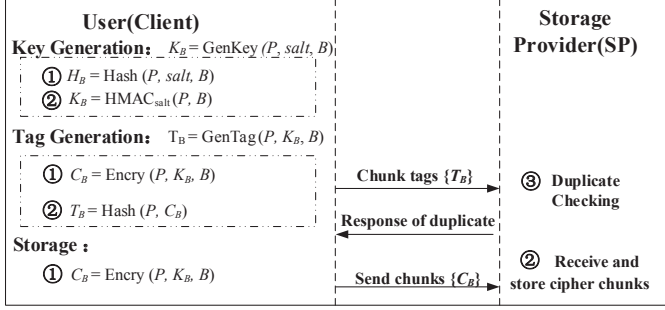 User(Client)
Storage
Provider(SP)
Key Generation： K_B = GenKey (P, salt, B)
① H_B = Hash (P, salt, B)
② K_B = HMAC_salt (P, B)
Tag Generation： T_B = GenTag (P, K_B, B)
① C_B = Encry (P, K_B, B)
② T_B = Hash (P, C_B)
Chunk tags {T_B}
③ Duplicate
Checking
Response of duplicate
Storage：
① C_B = Encry (P, K_B, B)
Send chunks {C_B}
② Receive and
store cipher chunks